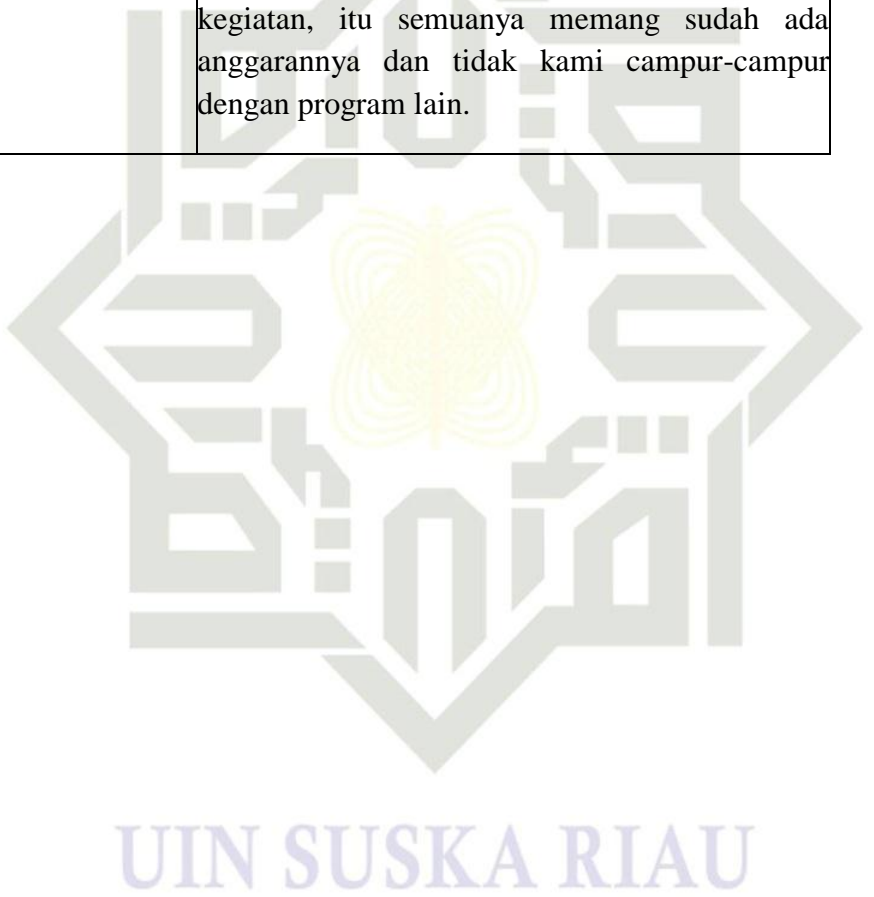 kegiatan, itu semuanya memang sudah ada
anggarannya dan tidak kami campur-campur
dengan program lain.
UIN SUSKA RIAU